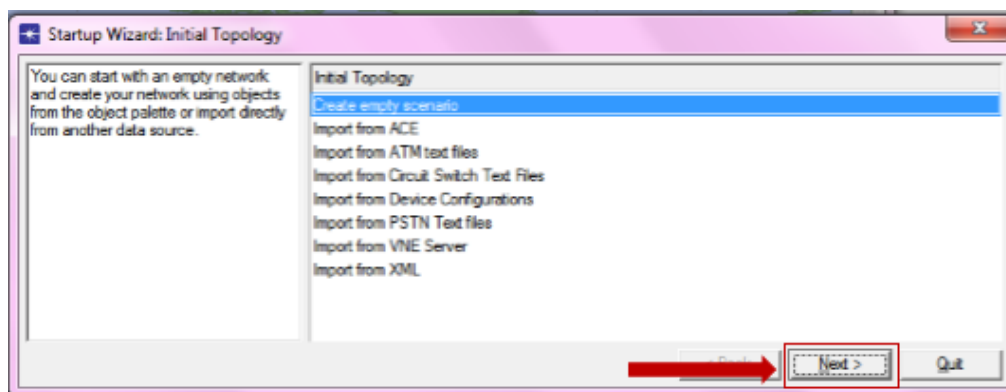 Startup Wizard: Initial Topology
You can start with an empty network
and create your network using objects
from the object palette or import directly
from another data source.
Initial Topology
Create empty scenario
Import from ACE
Import from ATM text files
Import from Circuit Switch Text Files
Import from Device Configurations
Import from PSTN Text files
Import from VNE Server
Import from XML
Next >
Quit